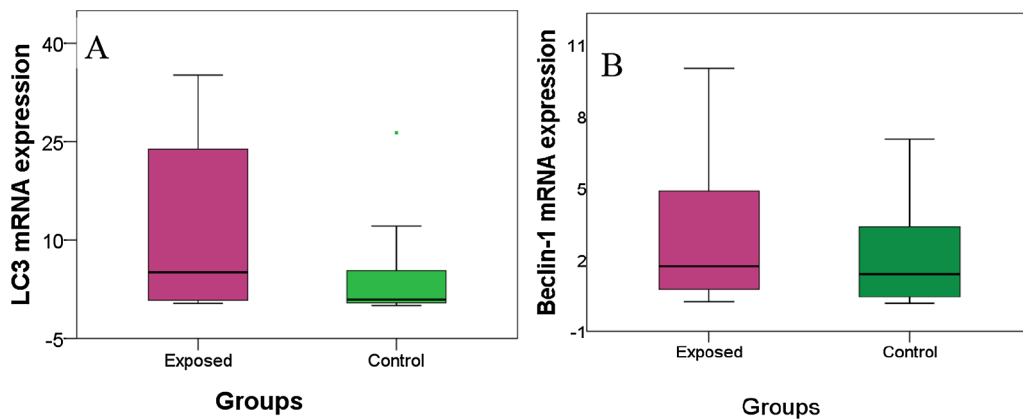 A
LC3 mRNA expression
40
25
10
-5
Exposed
Control
Groups
B
Beclin-1 mRNA expression
11
8
5
2
-1
Exposed
Control
Groups